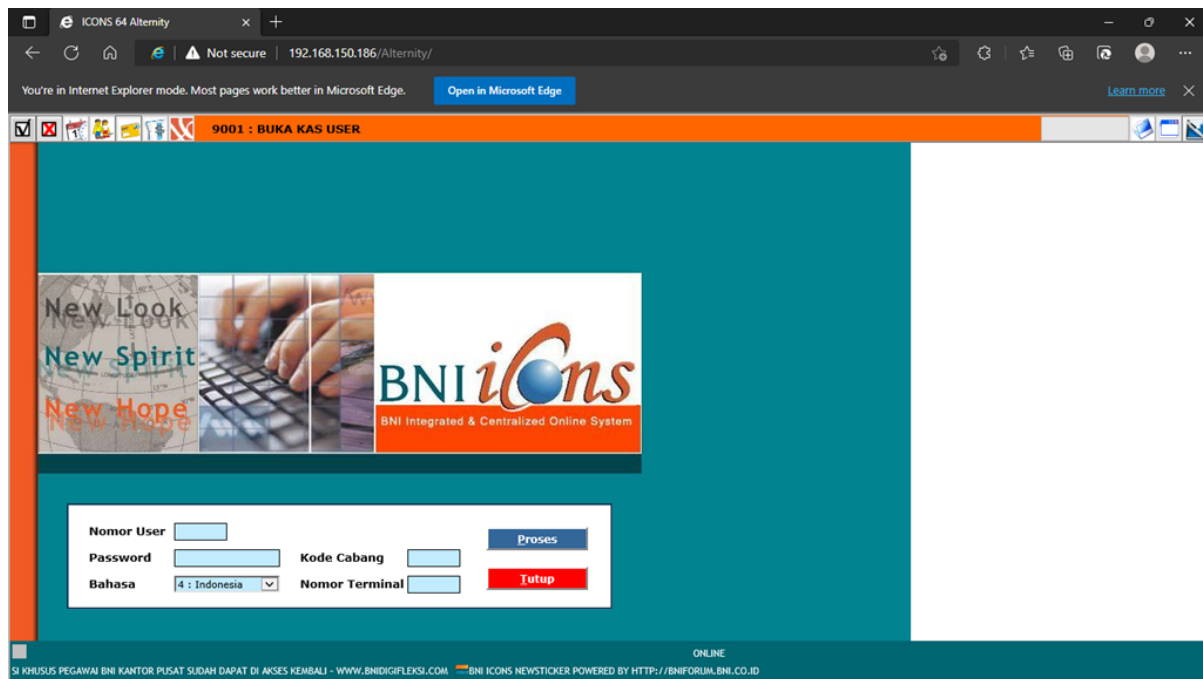 ICONS 64 Alternity
Not secure 192.168.150.186/Alternity/
You're in Internet Explorer mode. Most pages work better in Microsoft Edge. Open in Microsoft Edge Learn more
9001 : BUKA KAS USER
New Look
New Spirit
New Hope
BNI icons
BNI Integrated & Centralized Online System
Nomor User
Proses
Password Kode Cabang
Bahasa 4 : Indonesia Nomor Terminal
Tutup
ONLINE
SI KHUSUS PEGAWAI BNI KANTOR PUSAT SUDAH DAPAT DI AKSES KEMBALI - WWW.BNIDIGIFLEKSI.COM BNI ICONS NEWSTICKER POWERED BY HTTP://BNIFORUM.BNI.CO.ID